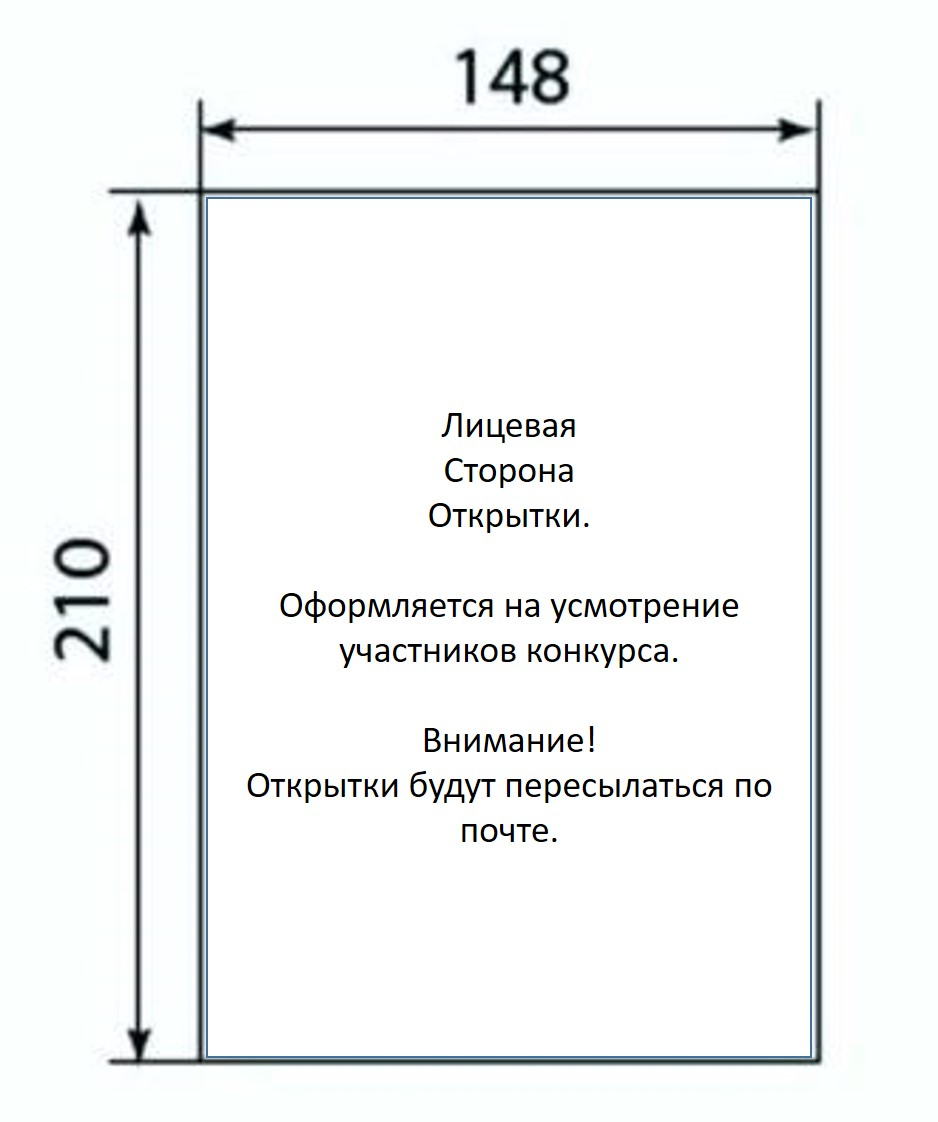 148
210
Лицевая
Сторона
Открытки.
Оформляется на усмотрение
участников конкурса.
Внимание!
Открытки будут пересылаться по
почте.